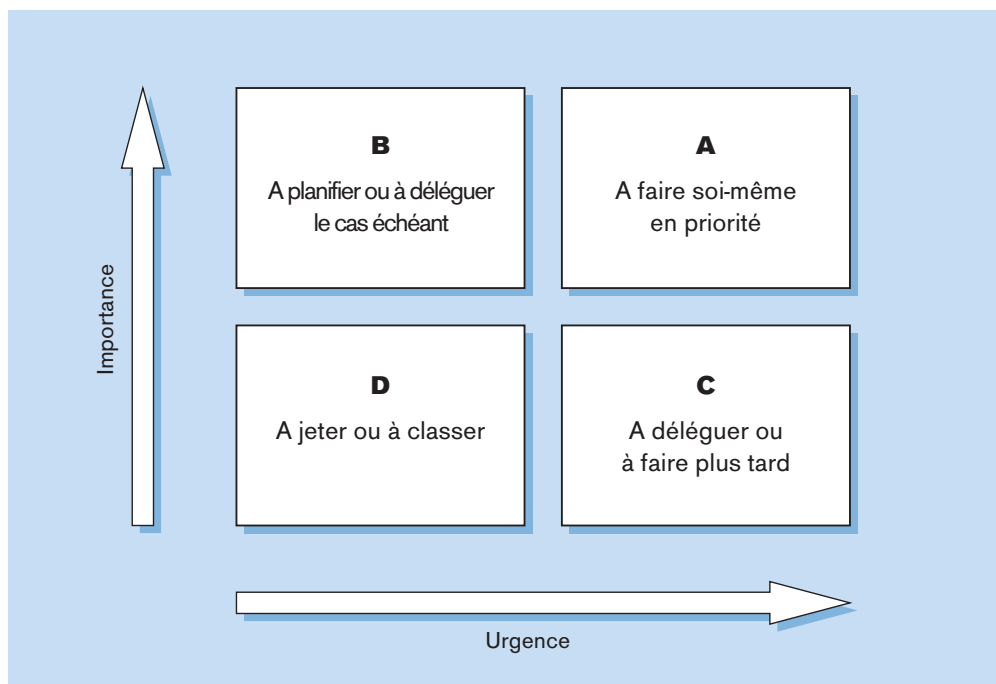 B
A planifier ou à déléguer
le cas échéant
A
A faire soi-même
en priorité
Importance
D
A jeter ou à classer
C
A déléguer ou
à faire plus tard
Urgence